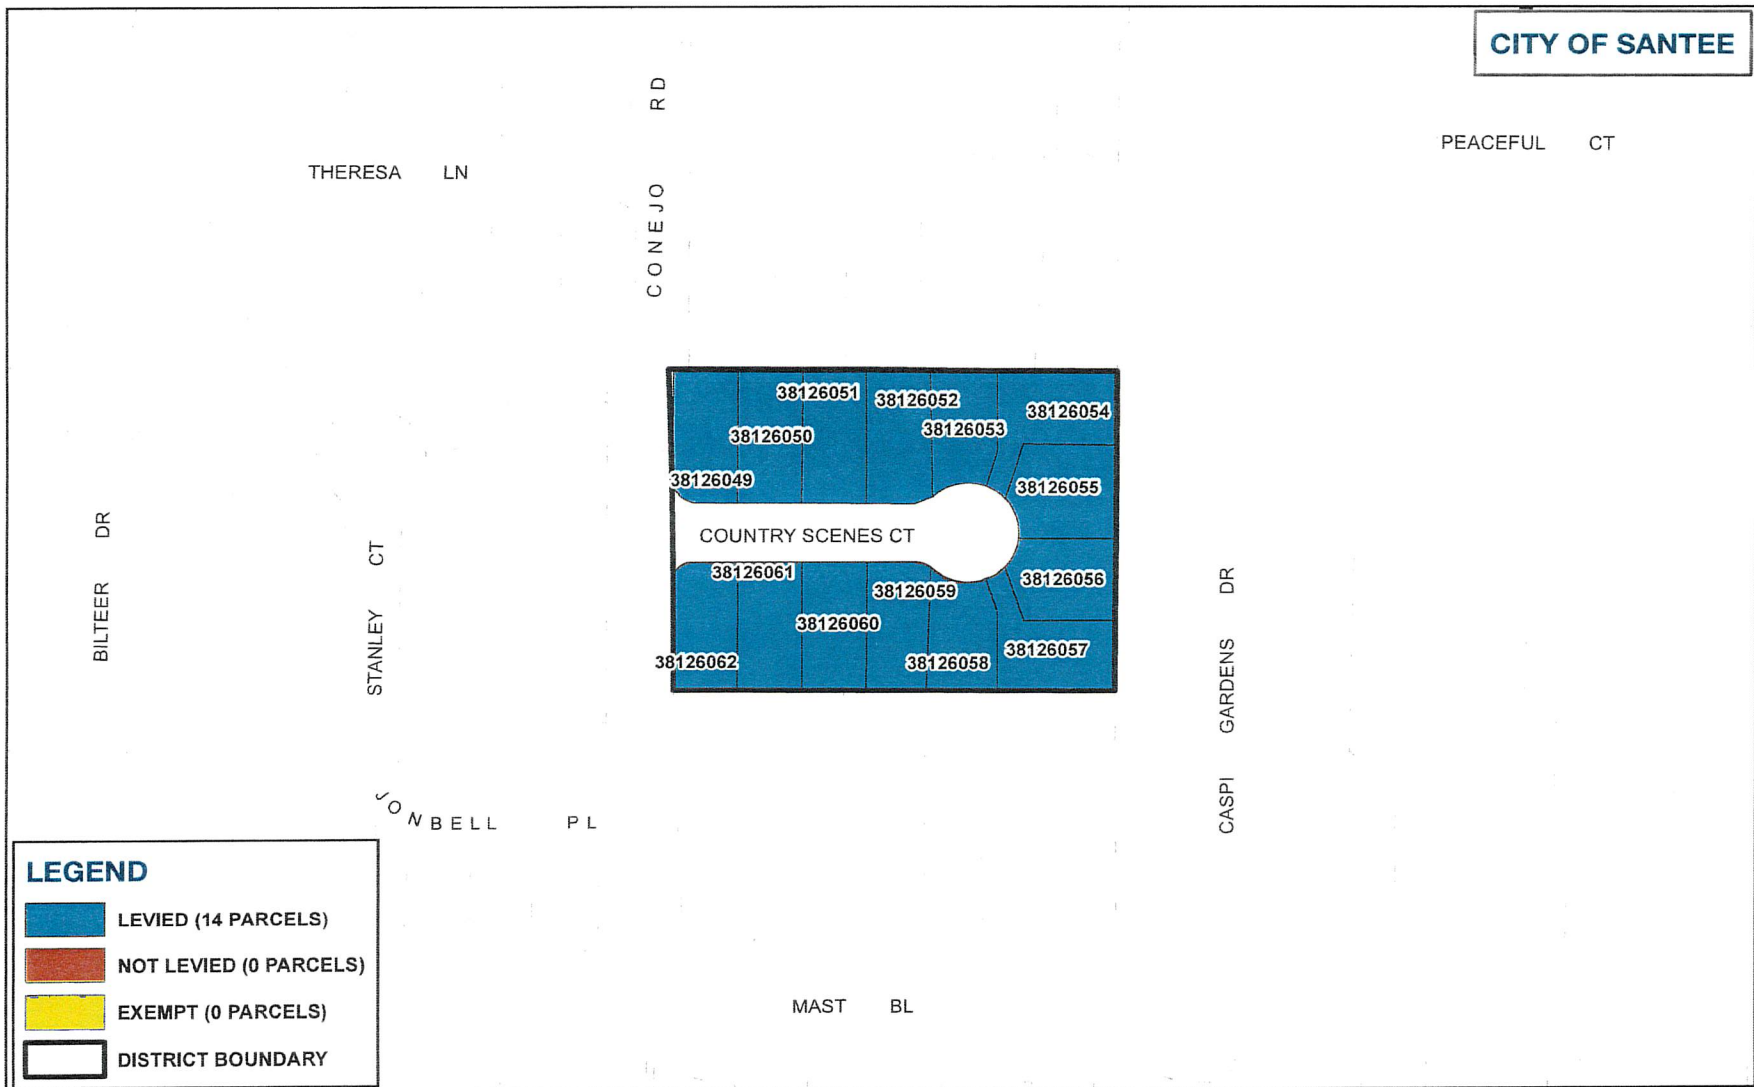 CITY OF SANTEE
CONEJO RD
THERESA LN
PEACEFUL CT
38126051
38126052
38126054
38126050
38126053
38126049
38126055
COUNTRY SCENES CT
38126061
38126059
38126056
38126060
38126062
38126058
38126057
BILTEER DR
STANLEY CT
CASPI GARDENS DR
JONBELL PL
MAST BL
LEGEND
LEVIED (14 PARCELS)
NOT LEVIED (0 PARCELS)
EXEMPT (0 PARCELS)
DISTRICT BOUNDARY